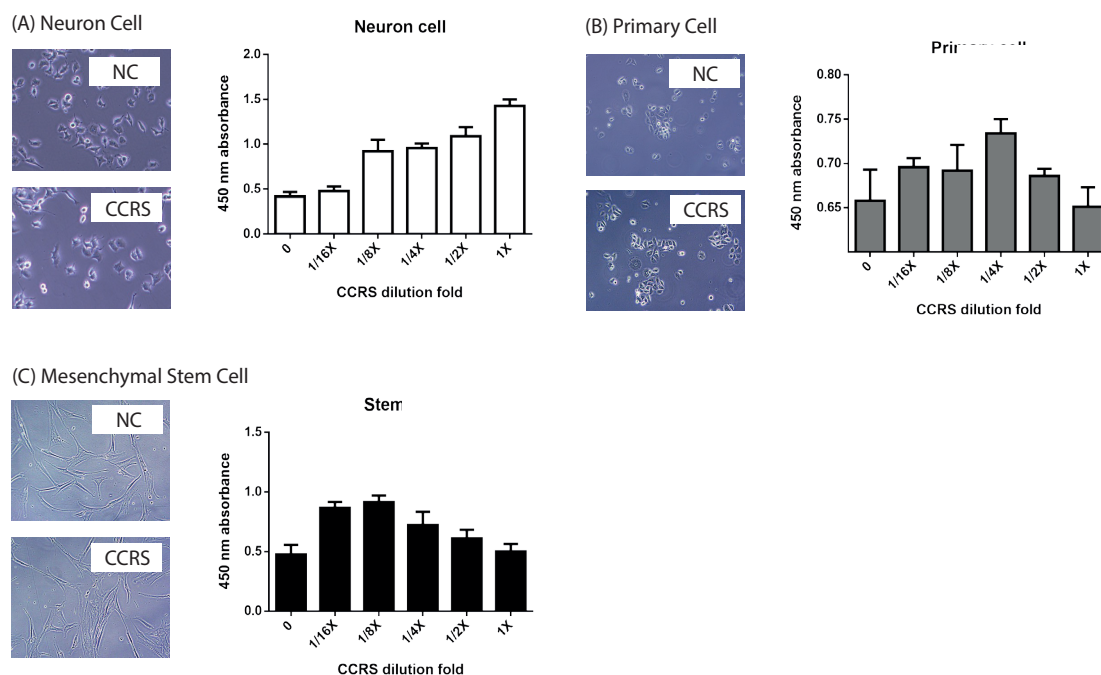 (A) Neuron Cell
NC
CCRS
Neuron cell
450 nm absorbance
2.0
1.5
1.0
0.5
0.0
0
1/16X
1/8X
1/4X
1/2X
1X
CCRS dilution fold
(B) Primary Cell
NC
CCRS
450 nm absorbance
0.80
0.75
0.70
0.65
0
1/16X
1/8X
1/4X
1/2X
1X
CCRS dilution fold
(C) Mesenchymal Stem Cell
NC
CCRS
Stem
450 nm absorbance
1.5
1.0
0.5
0.0
0
1/16X
1/8X
1/4X
1/2X
1X
CCRS dilution fold